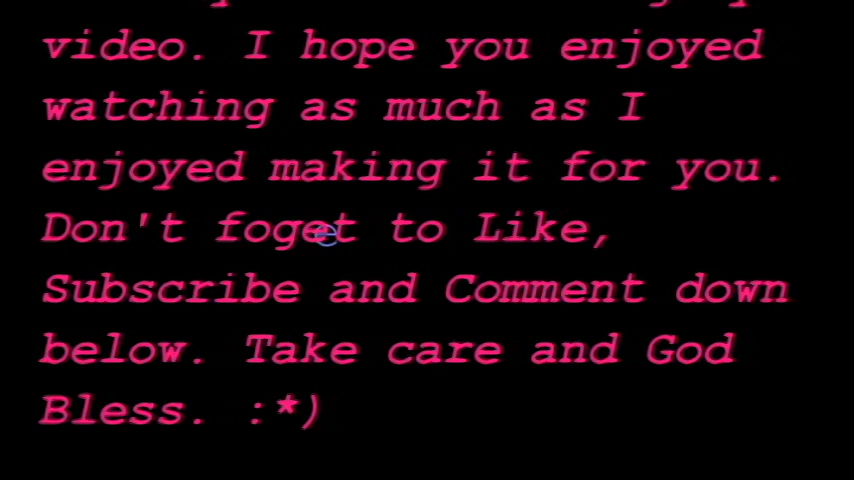 video. I hope you enjoyed
watching as much as I
enjoyed making it for you.
Don't foget to Like,
Subscribe and Comment down
below. Take care and God
Bless. :*)